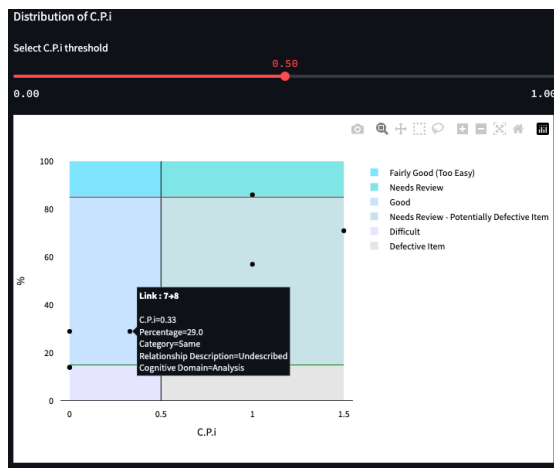 Distribution of C.P.i
Select C.P.i threshold
0.50
0.00 1.00
100
80
60
40
20
0
%
0 0.5 1 1.5
C.P.i
Fairly Good (Too Easy)
Needs Review
Good
Needs Review - Potentially Defective Item
Difficult
Defective Item
Link : 7→8
C.P.i=0.33
Percentage=29.0
Category=Same
Relationship Description=Undescribed
Cognitive Domain=Analysis